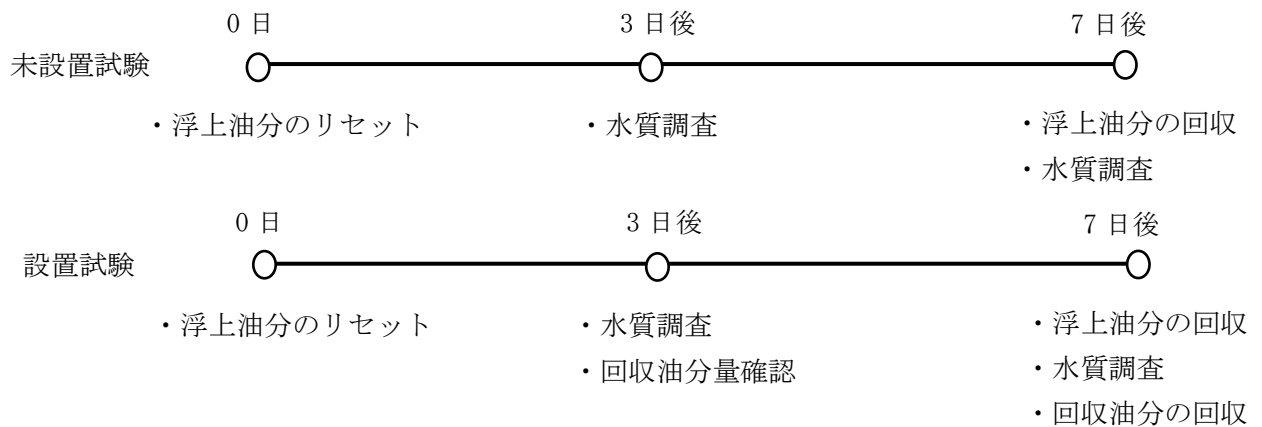 0 日 3 日後 7 日後
未設置試験
・浮上油分のリセット ・水質調査 ・浮上油分の回収
・水質調査
0 日 3 日後 7 日後
設置試験
・浮上油分のリセット ・水質調査 ・浮上油分の回収
・回収油分量確認 ・水質調査
・回収油分の回収